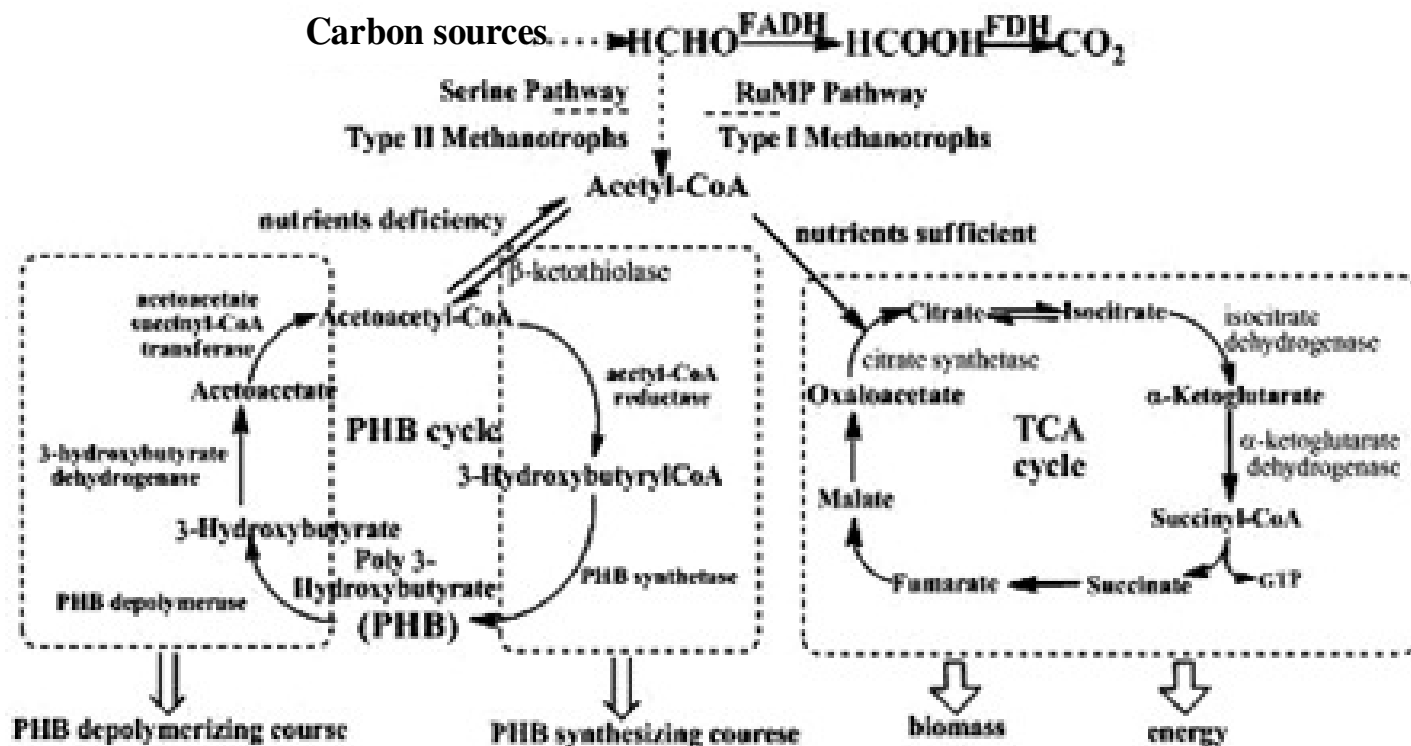 Carbon sources HCHO FADH HCOOH FDH CO2
Serine Pathway RuMP Pathway
Type II Methanotrophs Type I Methanotrophs
Acetyl-CoA
nutrients deficiency
nutrients sufficient
β-ketothiolase
acetoacetate
succinyl-CoA
transferase
Acetoacetyl-CoA
Acetoacetate
acetyl-CoA
reductase
PHB cycle
3-hydroxybutyrate
dehydrogenase
3-HydroxybutyrylCoA
3-Hydroxybutyrate
Poly 3-
Hydroxybutyrate
(PHB)
PHB synthetase
PHB depolymerase
Citrate
Isocitrate
isocitrate
dehydrogenase
citrate synthetase
Oxaloacetate
α-Ketoglutarate
TCA
cycle
α-ketoglutarate
dehydrogenase
Malate
Succinyl-CoA
Fumarate
Succinate
GTP
PHB depolymerizing course
PHB synthesizing courese
biomass
energy